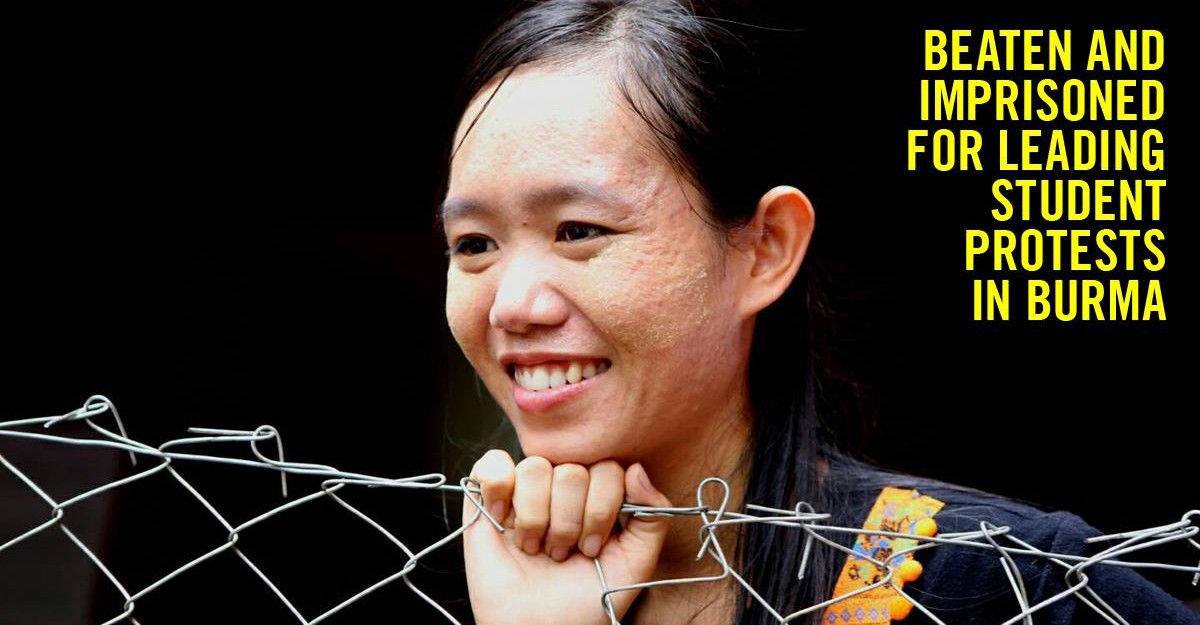 BEATEN AND
IMPRISONED
FOR LEADING
STUDENT
PROTESTS
IN BURMA